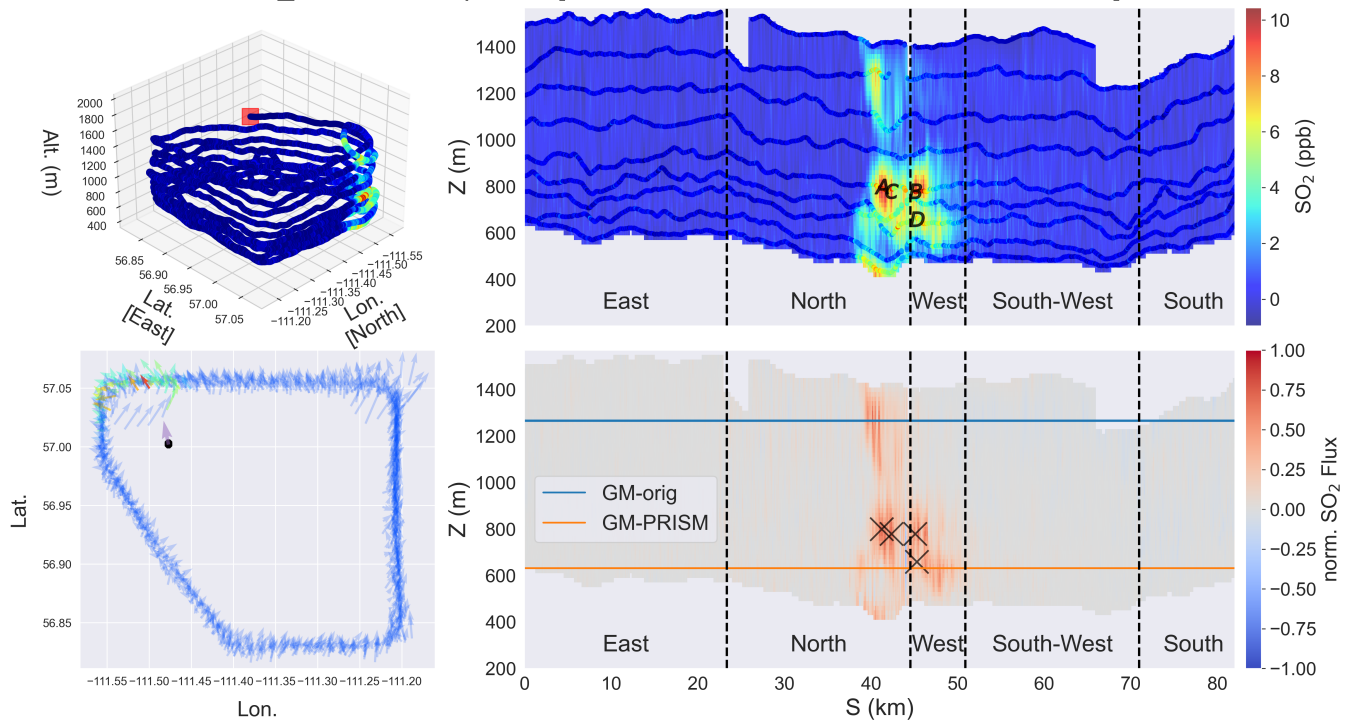 2000
1800
1600
1400
1200
1000
800
600
400
Alt. (m)
56.85
56.90
56.95
57.00
57.05
Lat.
[East]
−111.55
−111.50
−111.45
−111.40
−111.35
−111.30
−111.25
−111.20
Lon.
[North]
1400
1200
1000
800
600
400
200
Z (m)
A
C
B
D
East
North
West
South-West
South
10
8
6
4
2
0
SO2 (ppb)
57.05
57.00
56.95
56.90
56.85
Lat.
−111.55 −111.50 −111.45 −111.40 −111.35 −111.30 −111.25 −111.20
Lon.
1400
1200
1000
800
600
400
200
Z (m)
GM-orig
GM-PRISM
East
North
West
South-West
South
0 10 20 30 40 50 60 70 80
S (km)
1.00
0.75
0.50
0.25
0.00
−0.25
−0.50
−0.75
−1.00
norm. SO2 Flux